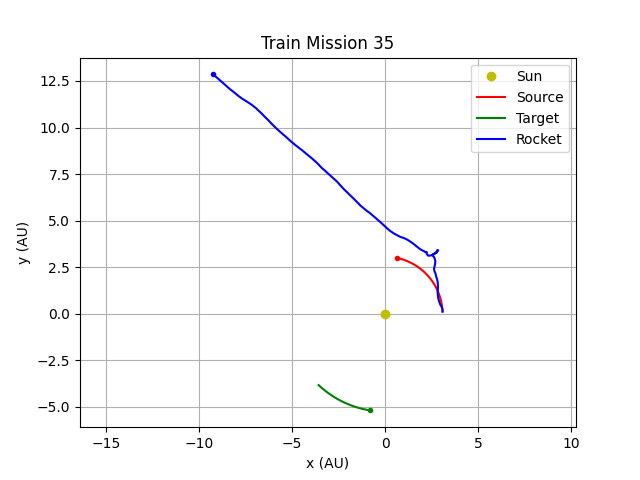 Train Mission 35
Sun
Source
Target
Rocket
12.5
10.0
7.5
5.0
2.5
0.0
−2.5
−5.0
y (AU)
−15 −10 −5 0 5 10
x (AU)